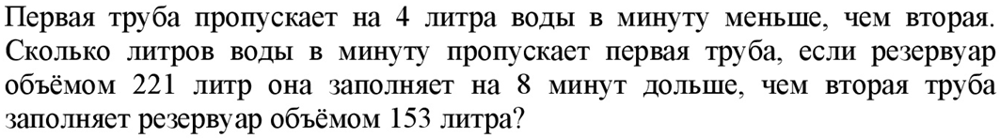 Первая труба пропускает на 4 литра воды в минуту меньше, чем вторая.
Сколько литров воды в минуту пропускает первая труба, если резервуар
объёмом 221 литр она заполняет на 8 минут дольше, чем вторая труба
заполняет резервуар объёмом 153 литра?